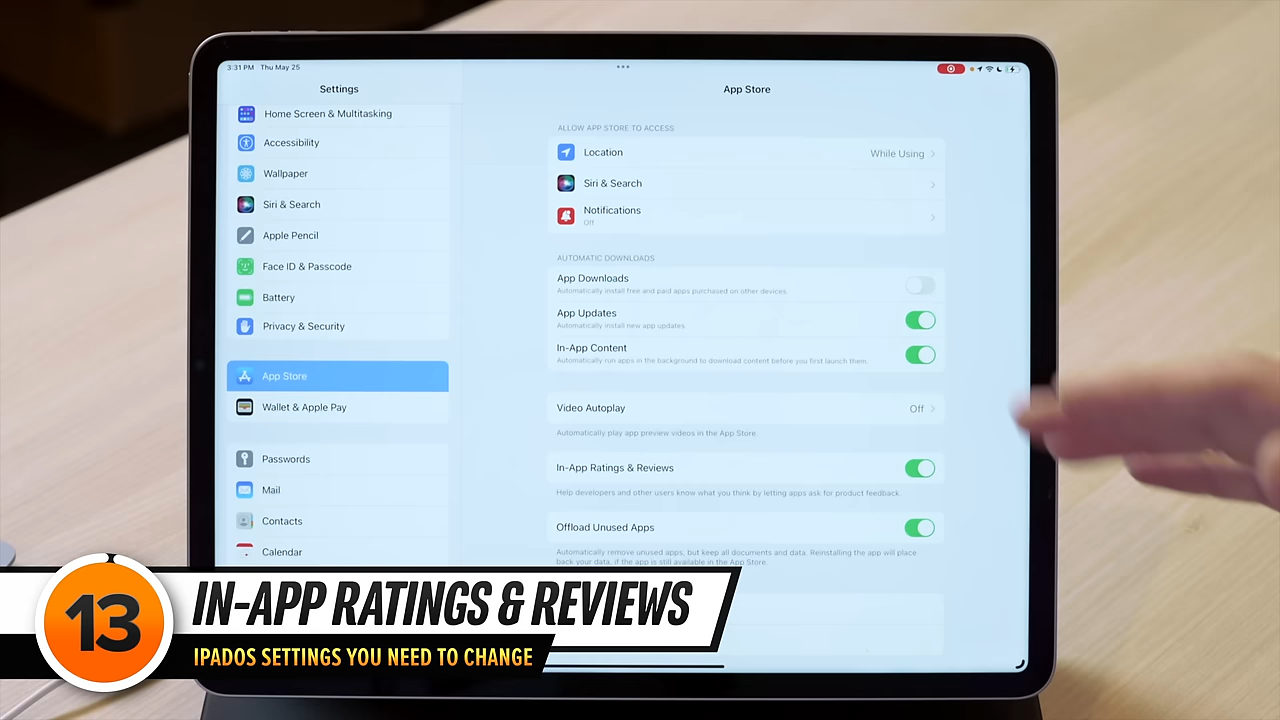 3:31 PM Thu May 25
Settings
App Store
Home Screen & Multitasking
Accessibility
Wallpaper
Siri & Search
Apple Pencil
Face ID & Passcode
Battery
Privacy & Security
App Store
Wallet & Apple Pay
Passwords
Mail
Contacts
Calendar
ALLOW APP STORE TO ACCESS
Location While Using
Siri & Search
Notifications
Off
AUTOMATIC DOWNLOADS
App Downloads
Automatically install free and paid apps purchased on other devices.
App Updates
Automatically install new app updates.
In-App Content
Automatically run apps in the background to download content before you first launch them.
Video Autoplay Off
Automatically play app preview videos in the App Store.
In-App Ratings & Reviews
Help developers and other users know what you think by letting apps ask for product feedback.
Offload Unused Apps
Automatically remove unused apps, but keep all documents and data. Reinstalling the app will place
back your data, if the app is still available in the App Store.
13
IN-APP RATINGS & REVIEWS
IPADOS SETTINGS YOU NEED TO CHANGE